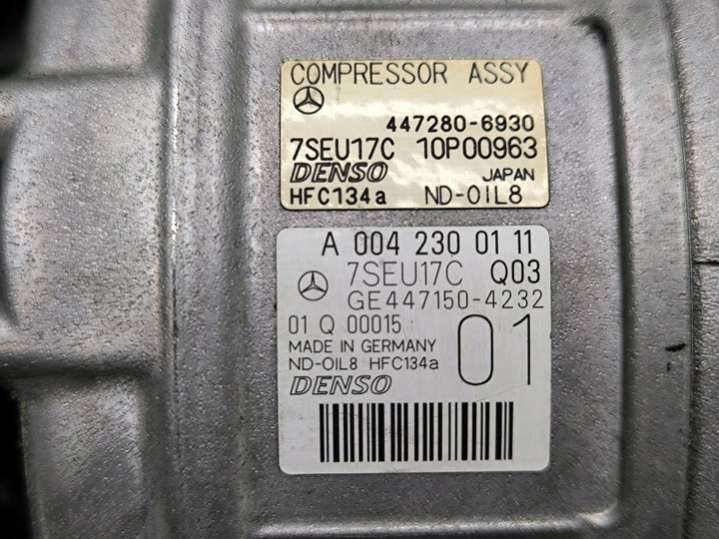 COMPRESSOR ASSY
447280-6930
7SEU17C 10P00963
DENSO JAPAN
HFC134a ND-OIL8
A 004 230 01 11
7SEU17C Q03
GE447150-4232
01 Q 00015
01
MADE IN GERMANY
ND-OIL8 HFC134a
DENSO